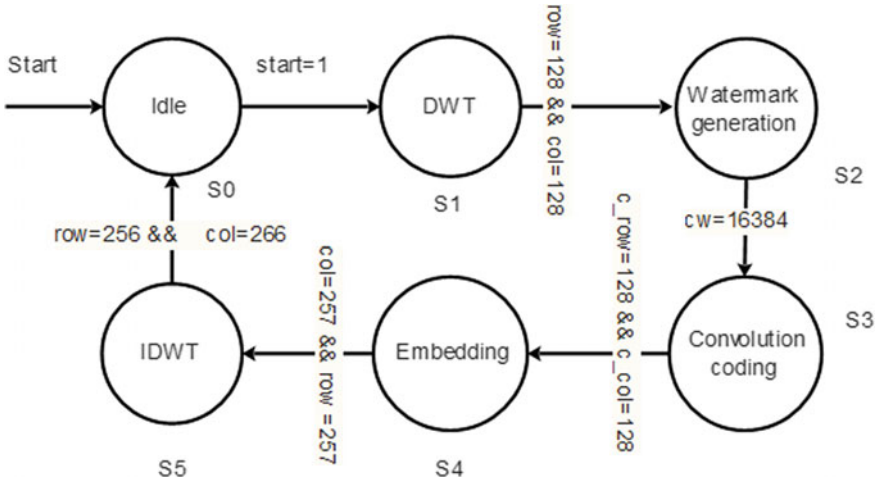 Start
Idle
S0
start=1
DWT
S1
row=128 && col=128
Watermark
generation
S2
cw=16384
Convolution
coding
S3
c_row=128 && c_col=128
Embedding
S4
col=257 && row =257
IDWT
S5
row=256 && col=266